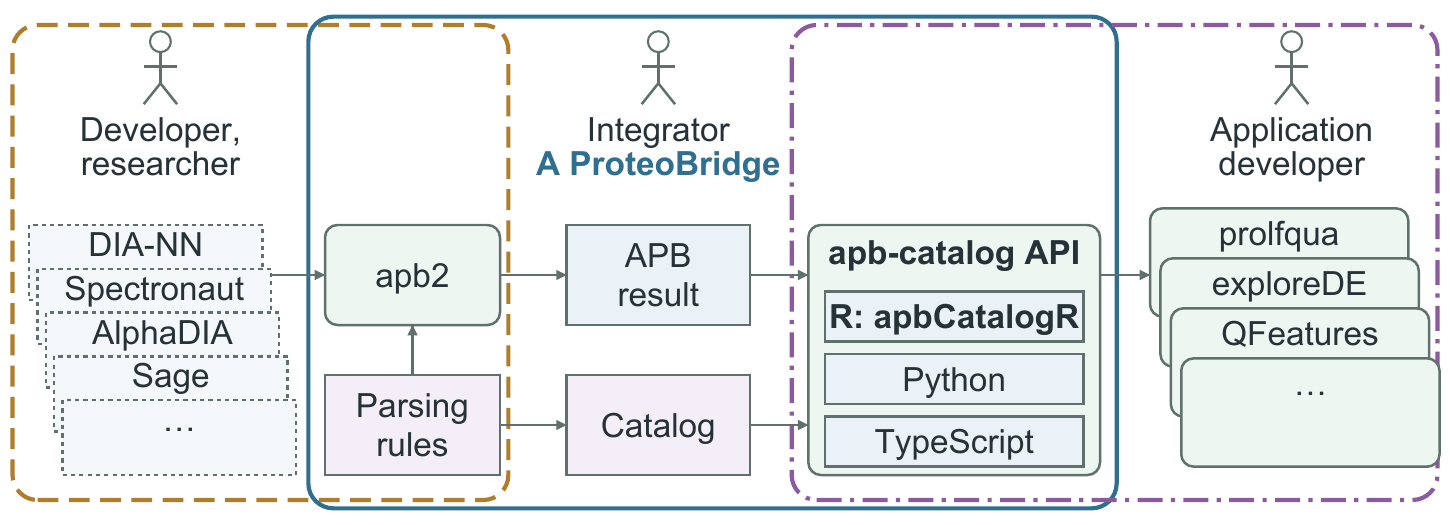 Developer,
researcher
Integrator
A ProteoBridge
Application
developer
DIA-NN
Spectronaut
AlphaDIA
Sage
...
apb2
Parsing
rules
APB
result
Catalog
apb-catalog API
R: apbCatalogR
Python
TypeScript
prolfqua
exploreDE
QFeatures
...